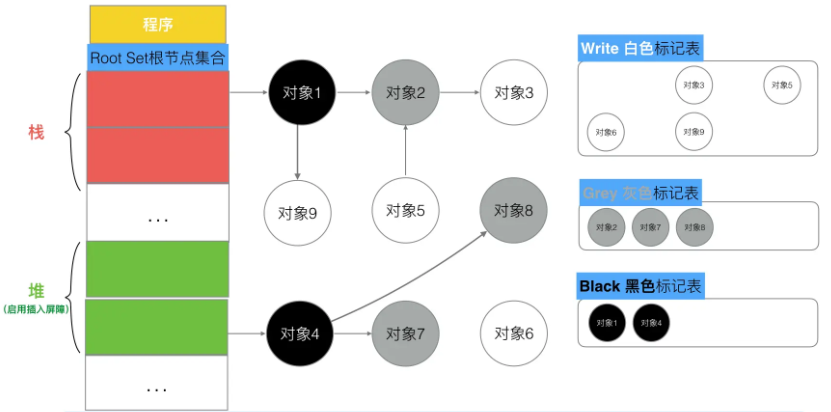 程序
Root Set根节点集合
栈
...
堆
(启用插入屏障)
...
对象1
对象2
对象3
对象9
对象5
对象8
对象4
对象7
对象6
Write 白色标记表
对象3
对象5
对象6
对象9
Grey 灰色标记表
对象2
对象7
对象8
Black 黑色标记表
对象1
对象4